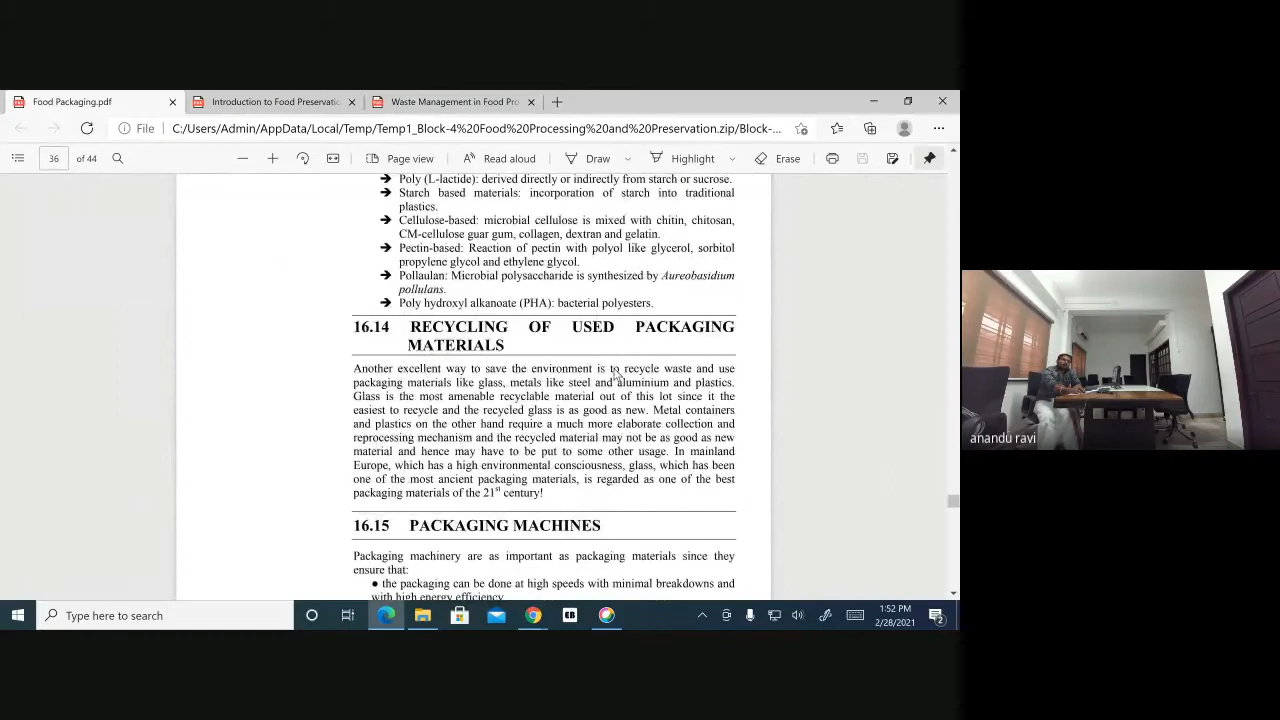 Food Packaging.pdf
Introduction to Food Preservatio
Waste Management in Food Pro
File
C:/Users/Admin/AppData/Local/Temp/Temp1_Block-4%20Food%20Processing%20and%20Preservation.zip/Block-...
36
of 44
Page view
Read aloud
Draw
Highlight
Erase
Poly (L-lactide): derived directly or indirectly from starch or sucrose.
Starch based materials: incorporation of starch into traditional
plastics.
Cellulose-based: microbial cellulose is mixed with chitin, chitosan,
CM-cellulose guar gum, collagen, dextran and gelatin.
Pectin-based: Reaction of pectin with polyol like glycerol, sorbitol
propylene glycol and ethylene glycol.
Pollaulan: Microbial polysaccharide is synthesized by Aureobasidium
pollulans.
Poly hydroxyl alkanoate (PHA): bacterial polyesters.
16.14 RECYCLING OF USED PACKAGING
MATERIALS
Another excellent way to save the environment is to recycle waste and use
packaging materials like glass, metals like steel and aluminium and plastics.
Glass is the most amenable recyclable material out of this lot since it the
easiest to recycle and the recycled glass is as good as new. Metal containers
and plastics on the other hand require a much more elaborate collection and
reprocessing mechanism and the recycled material may not be as good as new
material and hence may have to be put to some other usage. In mainland
Europe, which has a high environmental consciousness, glass, which has been
one of the most ancient packaging materials, is regarded as one of the best
packaging materials of the 21st century!
16.15 PACKAGING MACHINES
Packaging machinery are as important as packaging materials since they
ensure that:
● the packaging can be done at high speeds with minimal breakdowns and
with high energy efficiency
anandu ravi
Type here to search
1:52 PM
2/28/2021
2